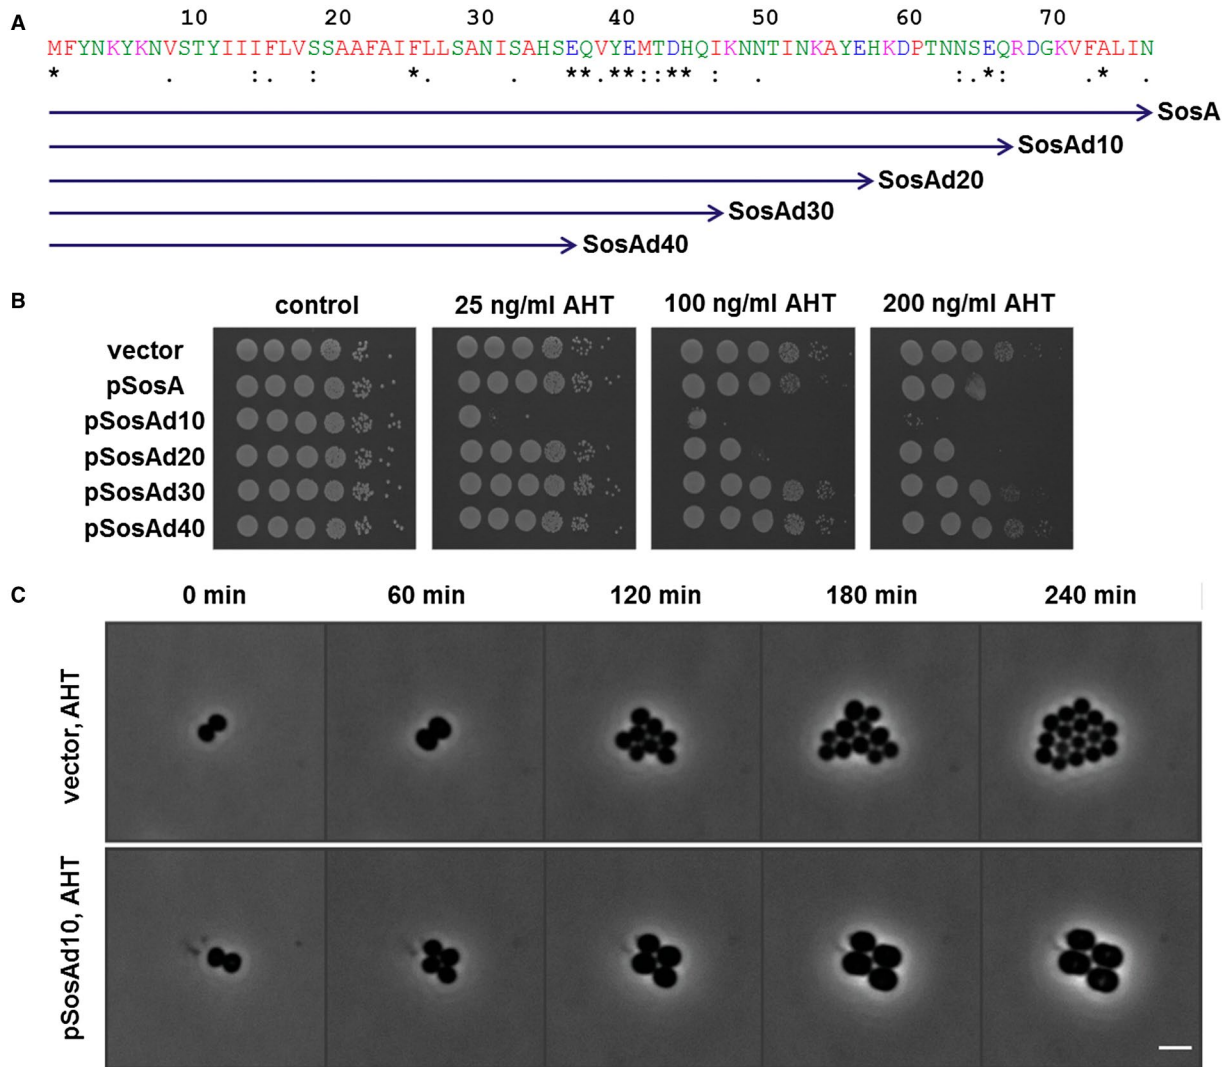 A
10 20 30 40 50 60 70
MFYNKYKNVSTYIIIFLVSSAAFAIFLLSANISAHSEQVYEMTDHQIKNNTINKAYEHKDPTNNSEQRDGKVFALIN
* . :. : *. . **.**::** : . :.*: .* .
SosA
SosAd10
SosAd20
SosAd30
SosAd40
B
control 25 ng/ml AHT 100 ng/ml AHT 200 ng/ml AHT
vector
pSosA
pSosAd10
pSosAd20
pSosAd30
pSosAd40
C
0 min 60 min 120 min 180 min 240 min
vector, AHT
pSosAd10, AHT